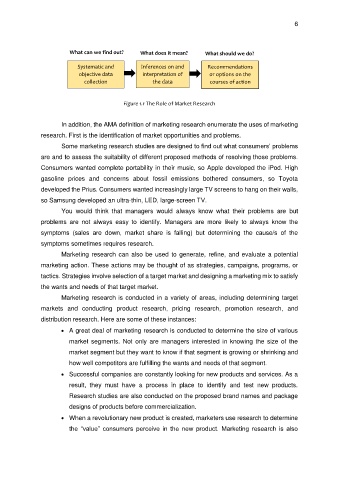 6
What can we find out? What does it mean? What should we do?
Systematic and objective data collection
Inferences on and interpretation of the data
Recommendations or options on the courses of action
Figure 1.1 The Role of Market Research
In addition, the AMA definition of marketing research enumerate the uses of marketing
research. First is the identification of market opportunities and problems.
Some marketing research studies are designed to find out what consumers' problems
are and to assess the suitability of different proposed methods of resolving those problems.
Consumers wanted complete portability in their music, so Apple developed the iPod. High
gasoline prices and concerns about fossil emissions bothered consumers, so Toyota
developed the Prius. Consumers wanted increasingly large TV screens to hang on their walls,
so Samsung developed an ultra-thin, LED, large-screen TV.
You would think that managers would always know what their problems are but
problems are not always easy to identify. Managers are more likely to always know the
symptoms (sales are down, market share is falling) but determining the cause/s of the
symptoms sometimes requires research.
Marketing research can also be used to generate, refine, and evaluate a potential
marketing action. These actions may be thought of as strategies, campaigns, programs, or
tactics. Strategies involve selection of a target market and designing a marketing mix to satisfy
the wants and needs of that target market.
Marketing research is conducted in a variety of areas, including determining target
markets and conducting product research, pricing research, promotion research, and
distribution research. Here are some of these instances:
• A great deal of marketing research is conducted to determine the size of various
market segments. Not only are managers interested in knowing the size of the
market segment but they want to know if that segment is growing or shrinking and
how well competitors are fulfilling the wants and needs of that segment.
• Successful companies are constantly looking for new products and services. As a
result, they must have a process in place to identify and test new products.
Research studies are also conducted on the proposed brand names and package
designs of products before commercialization.
• When a revolutionary new product is created, marketers use research to determine
the "value" consumers perceive in the new product. Marketing research is also